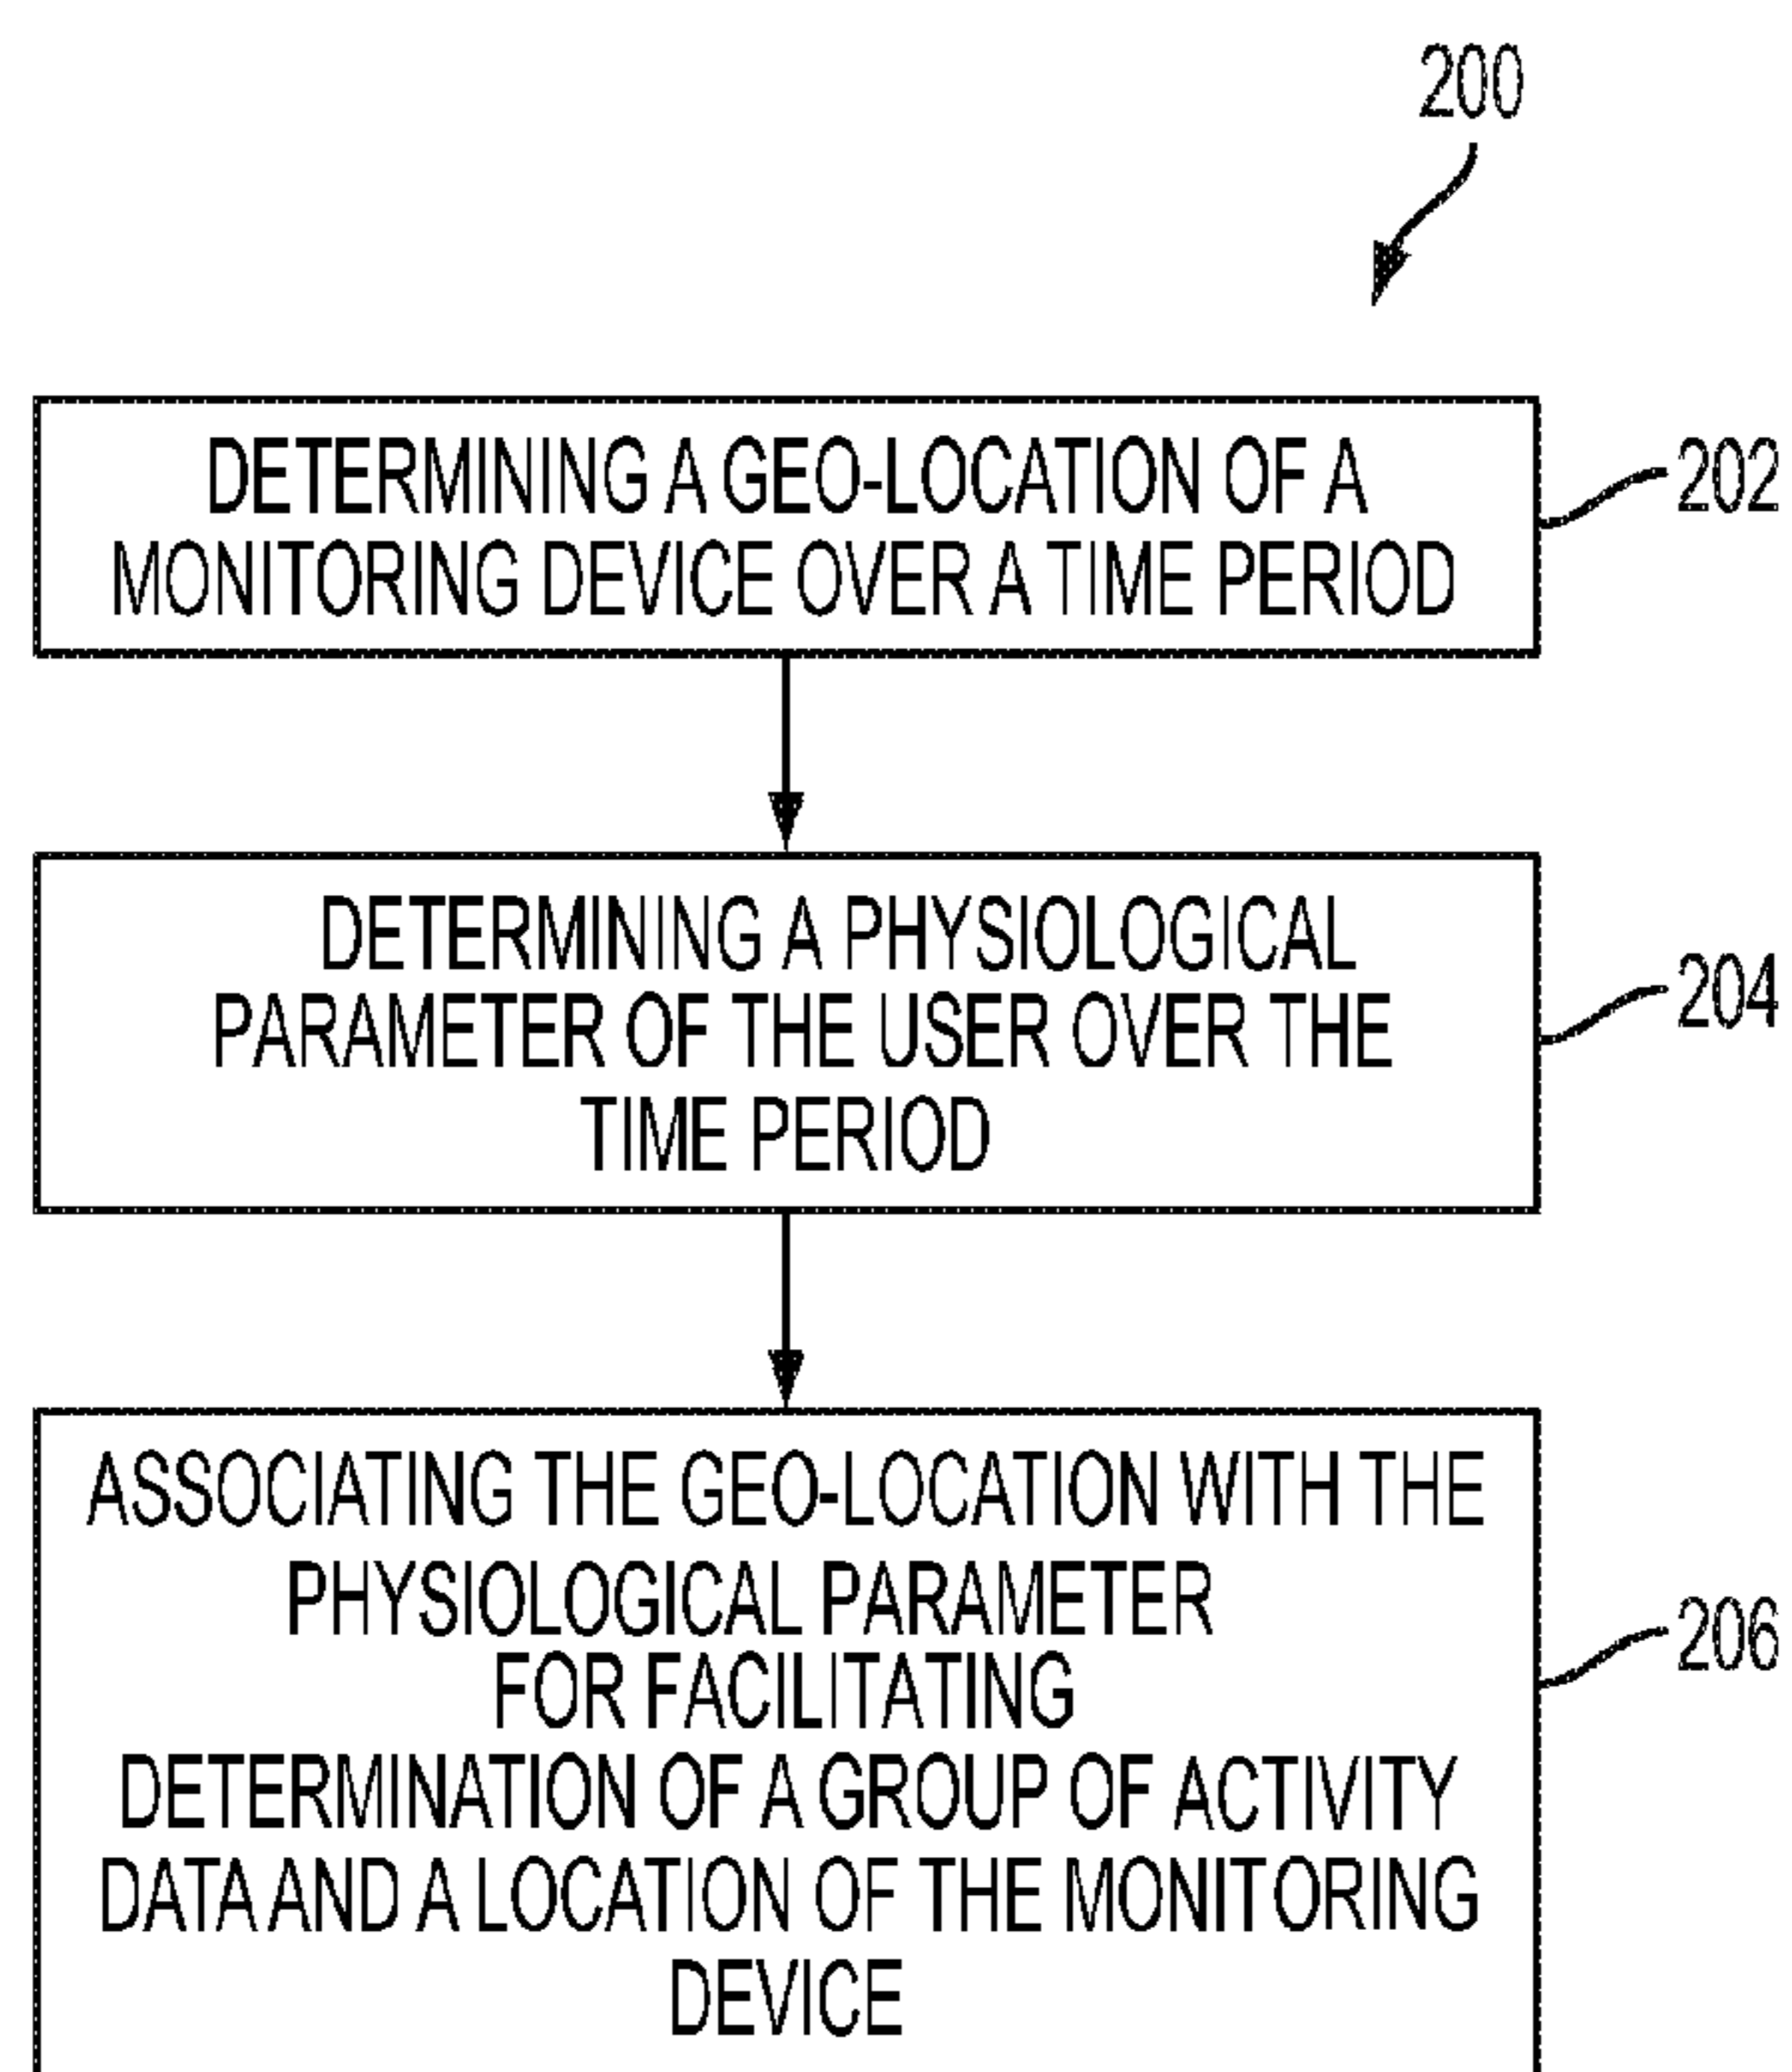 200
DETERMINING A GEO-LOCATION OF A
MONITORING DEVICE OVER A TIME PERIOD
202
DETERMINING A PHYSIOLOGICAL
PARAMETER OF THE USER OVER THE
TIME PERIOD
204
ASSOCIATING THE GEO-LOCATION WITH THE
PHYSIOLOGICAL PARAMETER
FOR FACILITATING
DETERMINATION OF A GROUP OF ACTIVITY
DATA AND A LOCATION OF THE MONITORING
DEVICE
206